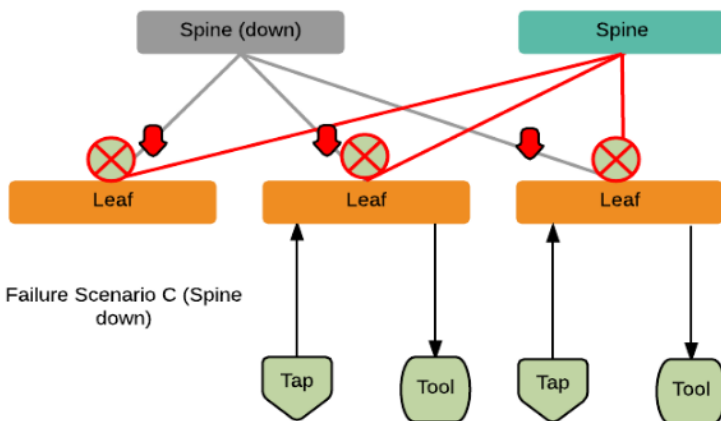 Spine (down)
Spine
Leaf
Leaf
Leaf
Failure Scenario C (Spine
down)
Tap
Tool
Tap
Tool